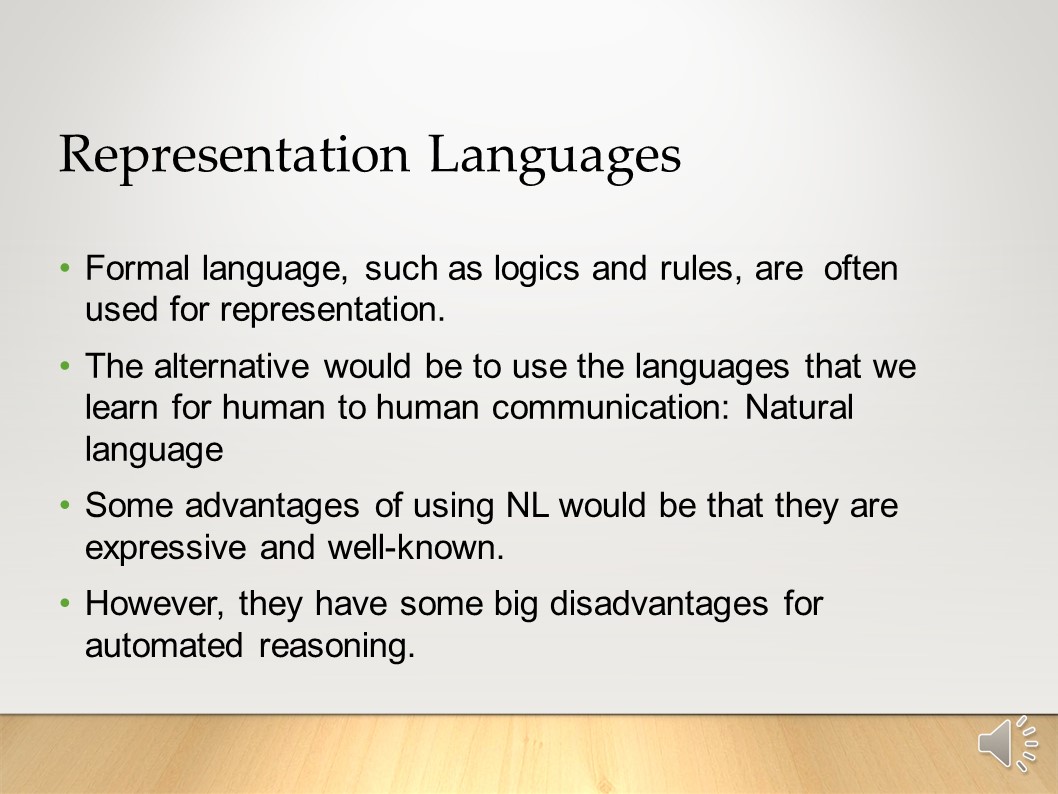 Representation Languages
• Formal language, such as logics and rules, are often
used for representation.
• The alternative would be to use the languages that we
learn for human to human communication: Natural
language
• Some advantages of using NL would be that they are
expressive and well-known.
• However, they have some big disadvantages for
automated reasoning.